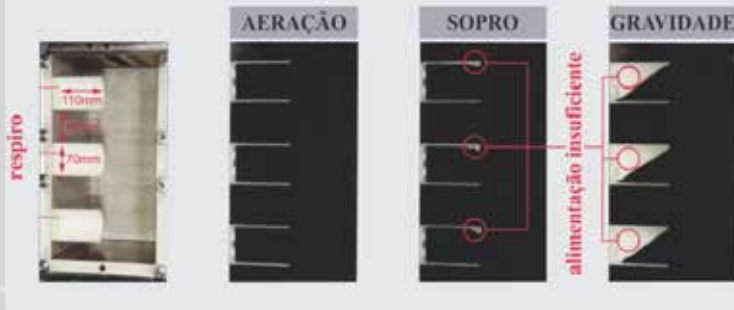 AERAÇÃO
SOPRO
GRAVIDADE
respiro
110mm
70mm
alimentação insuficiente